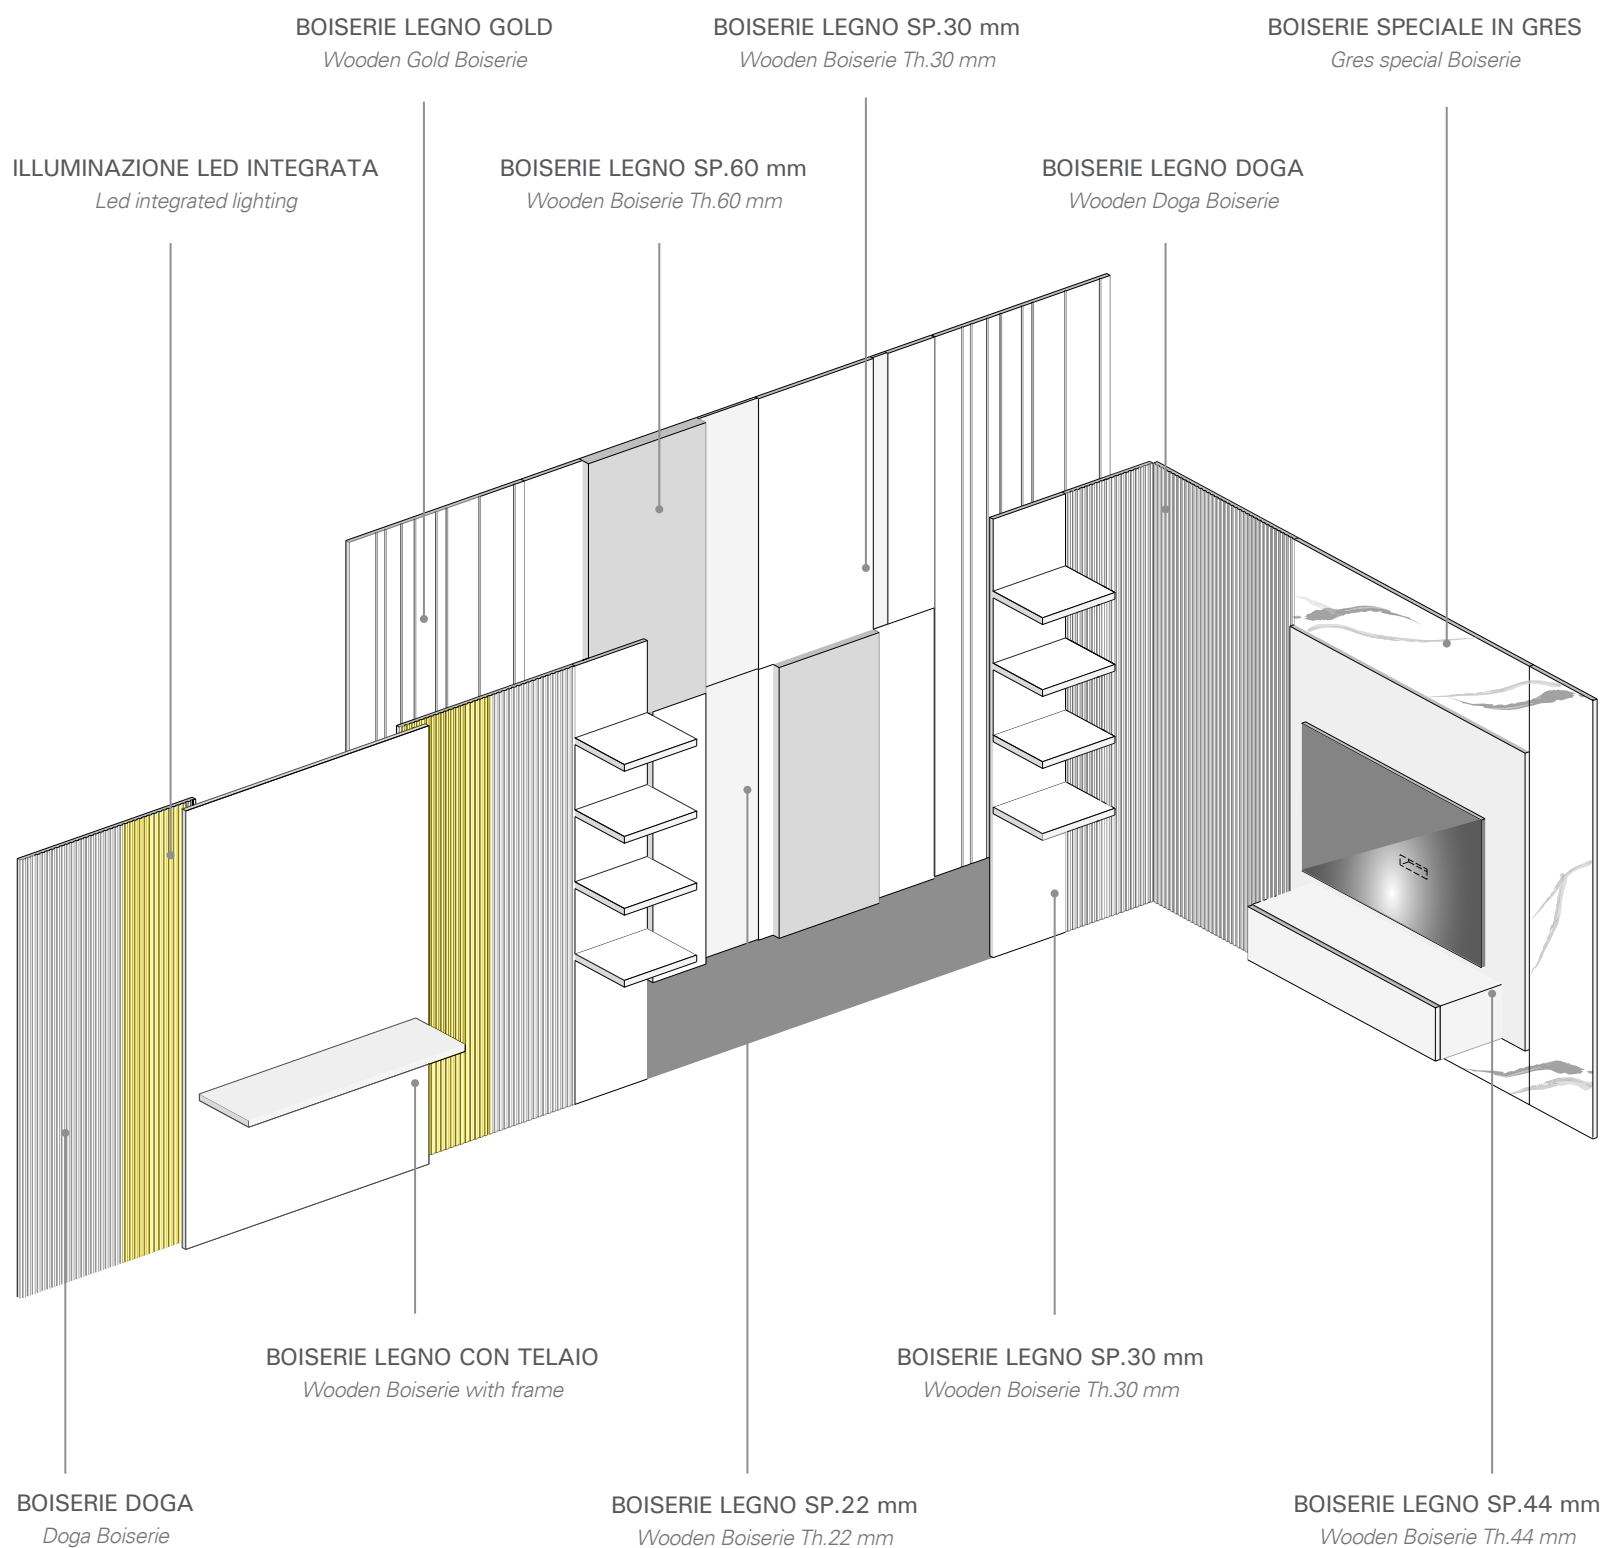 BOISERIE LEGNO GOLD
Wooden Gold Boiserie
BOISERIE LEGNO SP.30 mm
Wooden Boiserie Th.30 mm
BOISERIE SPECIALE IN GRES
Gres special Boiserie
ILLUMINAZIONE LED INTEGRATA
Led integrated lighting
BOISERIE LEGNO SP.60 mm
Wooden Boiserie Th.60 mm
BOISERIE LEGNO DOGA
Wooden Doga Boiserie
BOISERIE LEGNO CON TELAIO
Wooden Boiserie with frame
BOISERIE LEGNO SP.30 mm
Wooden Boiserie Th.30 mm
BOISERIE DOGA
Doga Boiserie
BOISERIE LEGNO SP.22 mm
Wooden Boiserie Th.22 mm
BOISERIE LEGNO SP.44 mm
Wooden Boiserie Th.44 mm